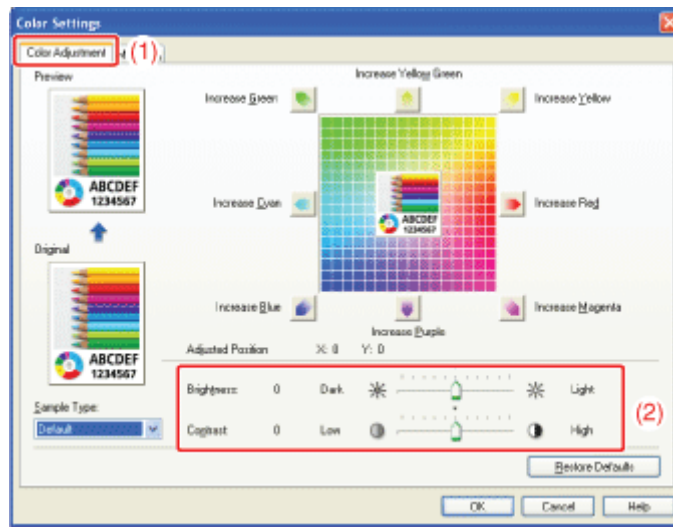 Color Settings
Color Adjustment
(1)
Preview
ABCDEF
1234567
Original
ABCDEF
1234567
Sample Type:
Default
Increase Yellow Green
Increase Green
Increase Yellow
Increase Cyan
ABCDEF
1234567
Increase Red
Increase Blue
Increase Magenta
Increase Purple
Adjusted Position X: 0 Y: 0
Brightness: 0 Dark Light
Contrast: 0 Low High
(2)
Restore Defaults
OK Cancel Help